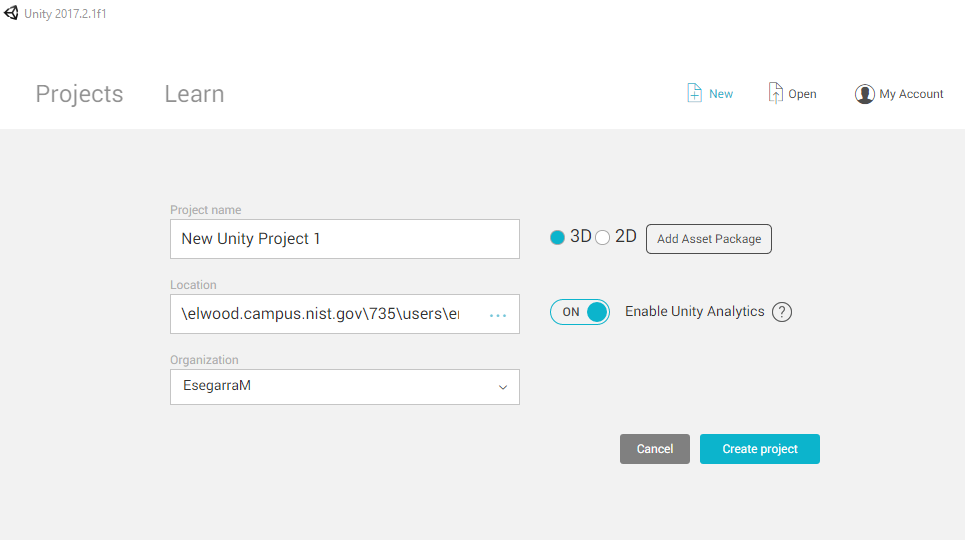 Unity 2017.2.1f1
Projects Learn New Open My Account
Project name
New Unity Project 1
3D 2D Add Asset Package
Location
\elwood.campus.nist.gov\735\users\
ON Enable Unity Analytics ?
Organization
EsegarraM
Cancel Create project